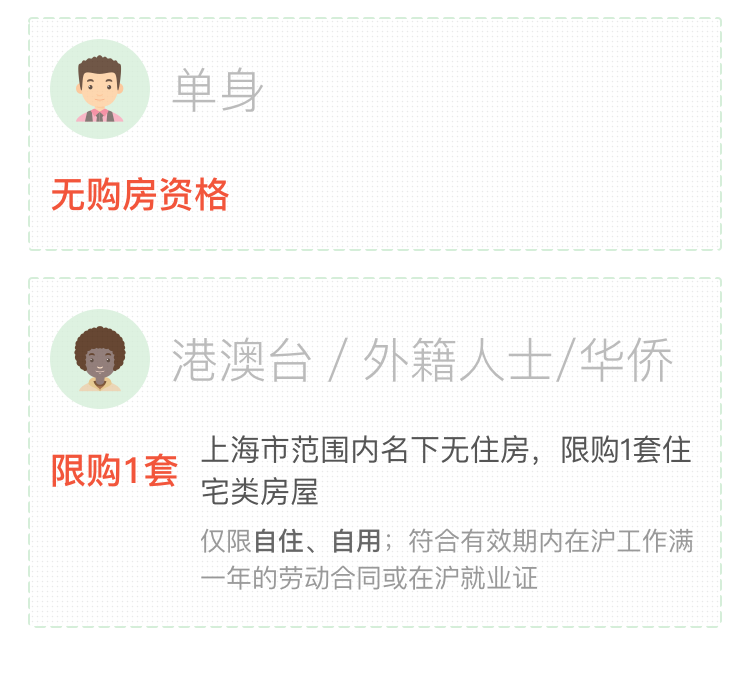 单身
无购房资格
港澳台 / 外籍人士/华侨
限购1套
上海市范围内名下无住房，限购1套住
宅类房屋
仅限自住、自用；符合有效期内在沪工作满
一年的劳动合同或在沪就业证